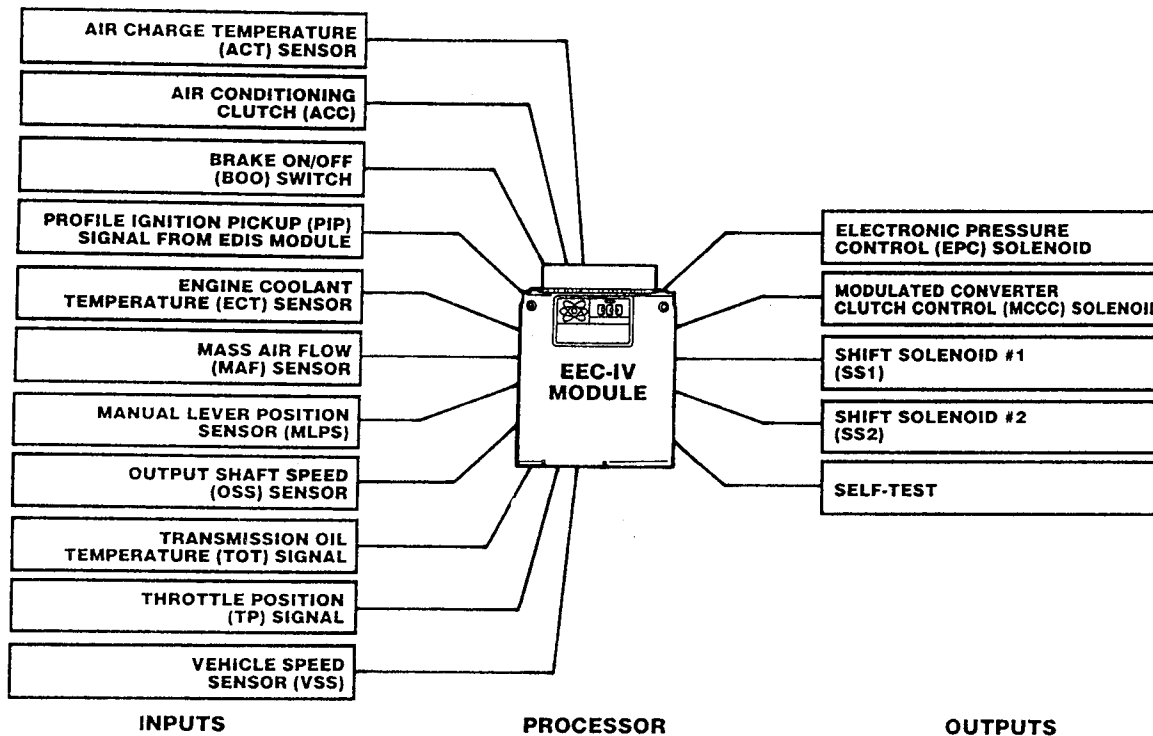 AIR CHARGE TEMPERATURE
(ACT) SENSOR
AIR CONDITIONING
CLUTCH (ACC)
BRAKE ON/OFF
(BOO) SWITCH
PROFILE IGNITION PICKUP (PIP)
SIGNAL FROM EDIS MODULE
ENGINE COOLANT
TEMPERATURE (ECT) SENSOR
MASS AIR FLOW
(MAF) SENSOR
MANUAL LEVER POSITION
SENSOR (MLPS)
OUTPUT SHAFT SPEED
(OSS) SENSOR
TRANSMISSION OIL
TEMPERATURE (TOT) SIGNAL
THROTTLE POSITION
(TP) SIGNAL
VEHICLE SPEED
SENSOR (VSS)
INPUTS
EEC-IV
MODULE
PROCESSOR
ELECTRONIC PRESSURE
CONTROL (EPC) SOLENOID
MODULATED CONVERTER
CLUTCH CONTROL (MCCC) SOLENOID
SHIFT SOLENOID #1
(SS1)
SHIFT SOLENOID #2
(SS2)
SELF-TEST
OUTPUTS